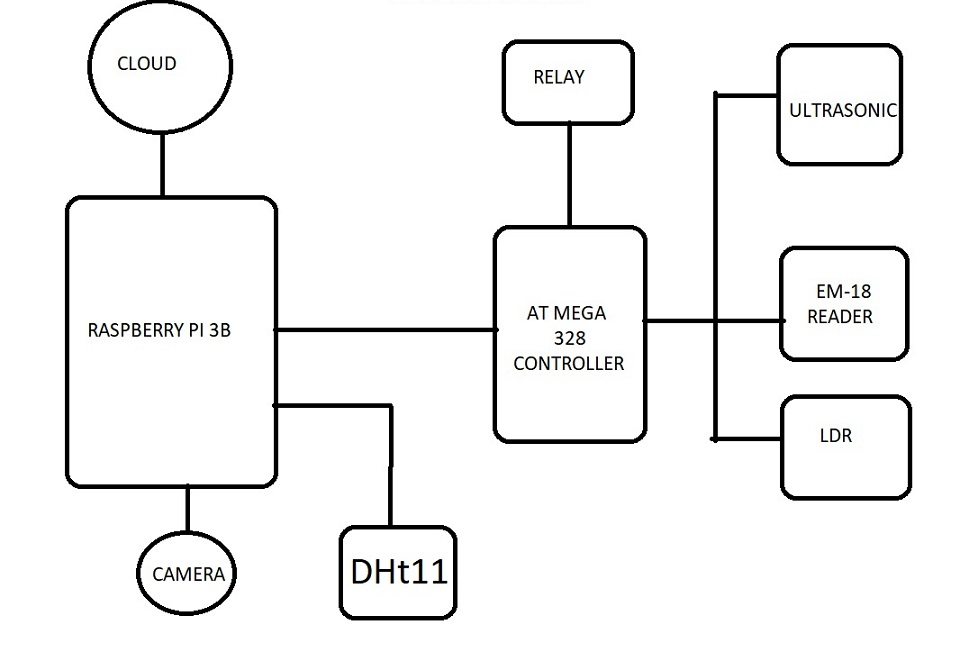 CLOUD
RELAY
ULTRASONIC
RASPBERRY PI 3B
AT MEGA
328
CONTROLLER
EM-18
READER
LDR
CAMERA
DHt11